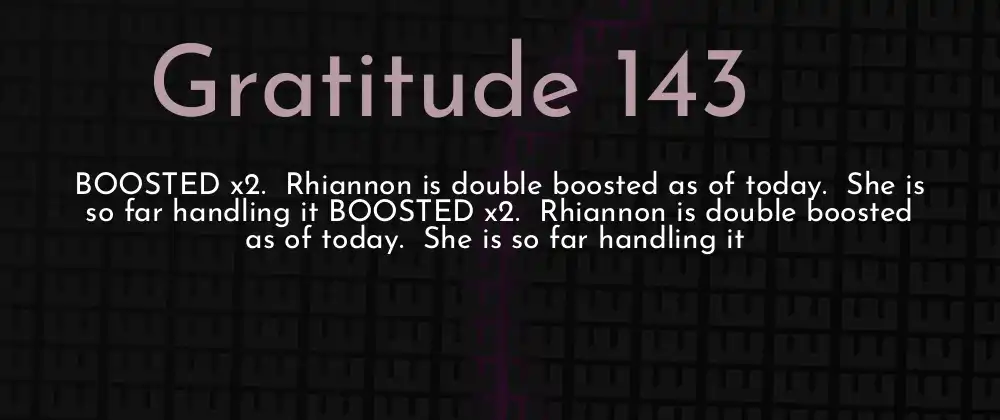 Gratitude 143
BOOSTED x2.  Rhiannon is double boosted as of today.  She is
so far handling it BOOSTED x2.  Rhiannon is double boosted
as of today.  She is so far handling it